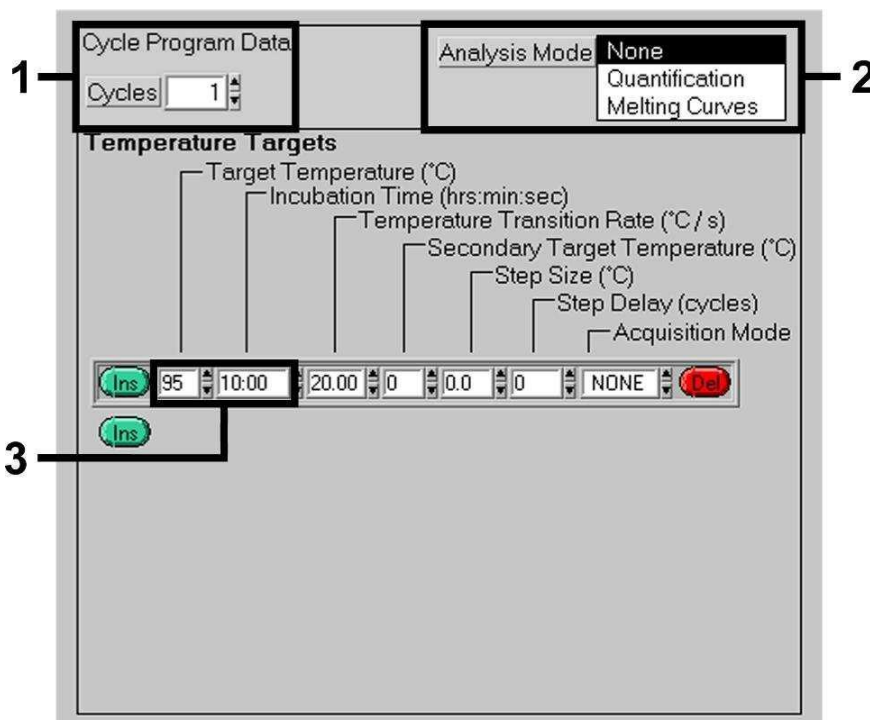 Cycle Program Data
Cycles 1
1
Analysis Mode None
Quantification
Melting Curves
2
Temperature Targets
Target Temperature (°C)
Incubation Time (hrs:min:sec)
Temperature Transition Rate (°C / s)
Secondary Target Temperature (°C)
Step Size (°C)
Step Delay (cycles)
Acquisition Mode
Ins 95 10:00 20.00 0 0.0 0 NONE Del
Ins
3